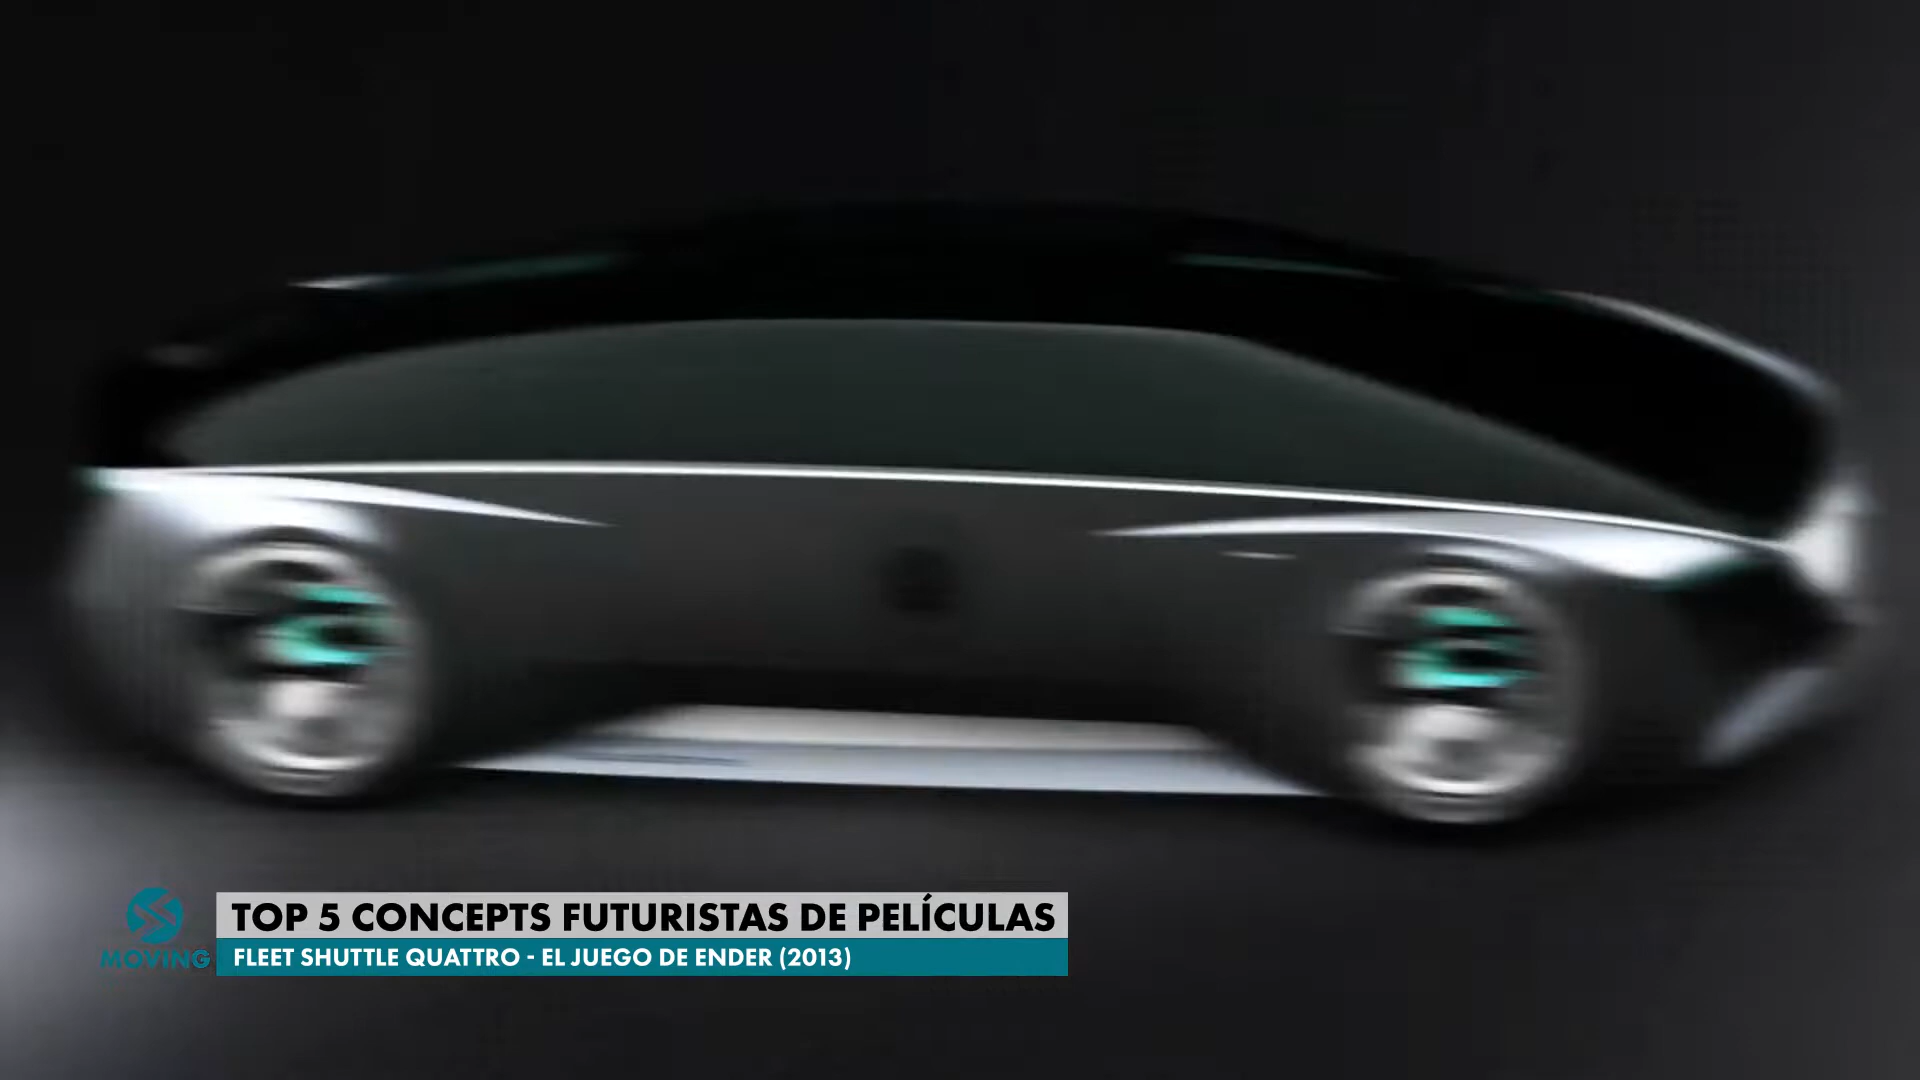 TOP 5 CONCEPTS FUTURISTAS DE PELÍCULAS
FLEET SHUTTLE QUATTRO - EL JUEGO DE ENDER (2013)
MOVING